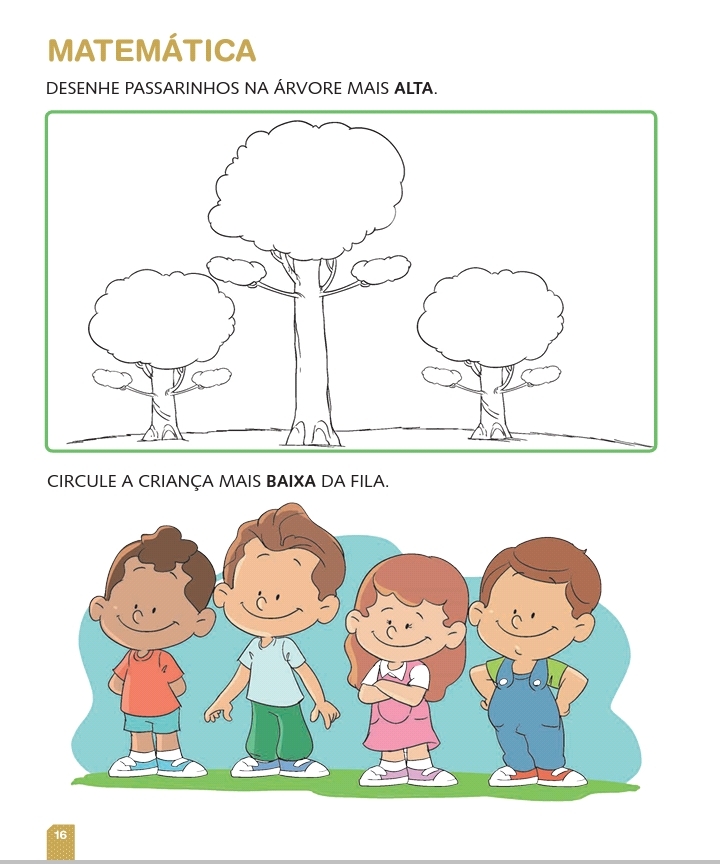 MATEMÁTICA
DESENHE PASSARINHOS NA ÁRVORE MAIS ALTA.
CIRCULE A CRIANÇA MAIS BAIXA DA FILA.
16